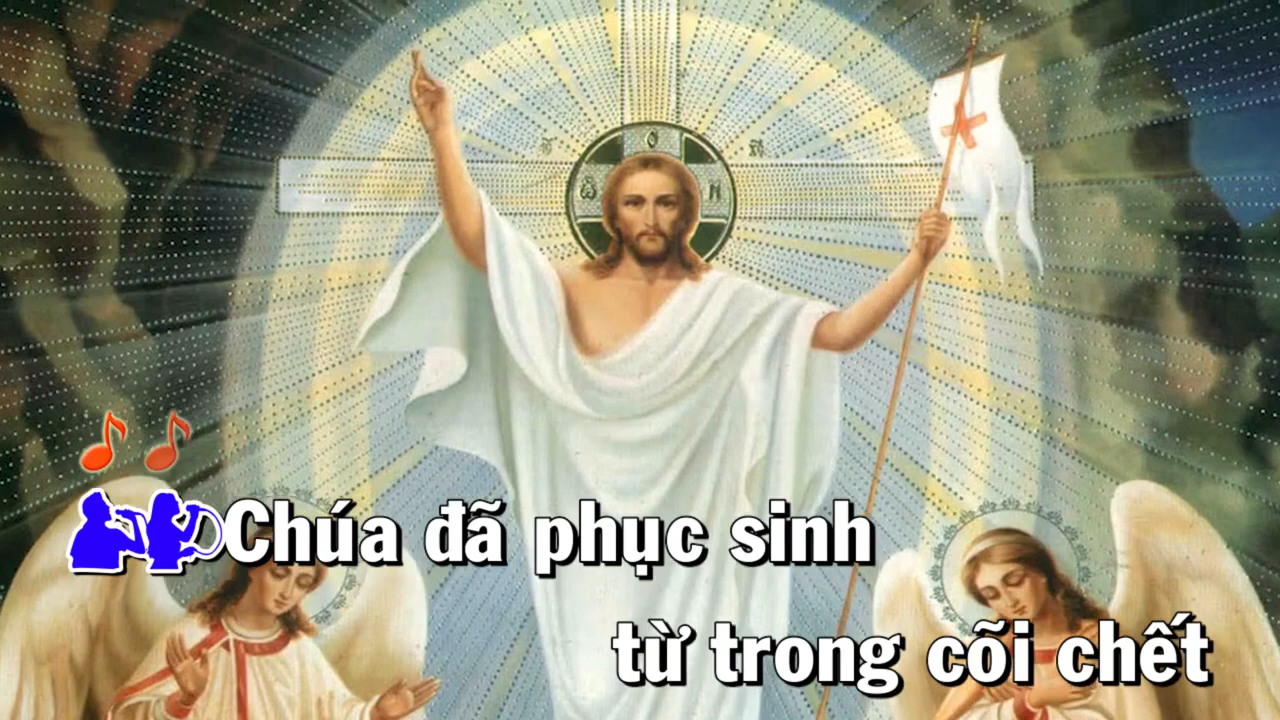 Chúa đã phục sinh
từ trong cõi chết